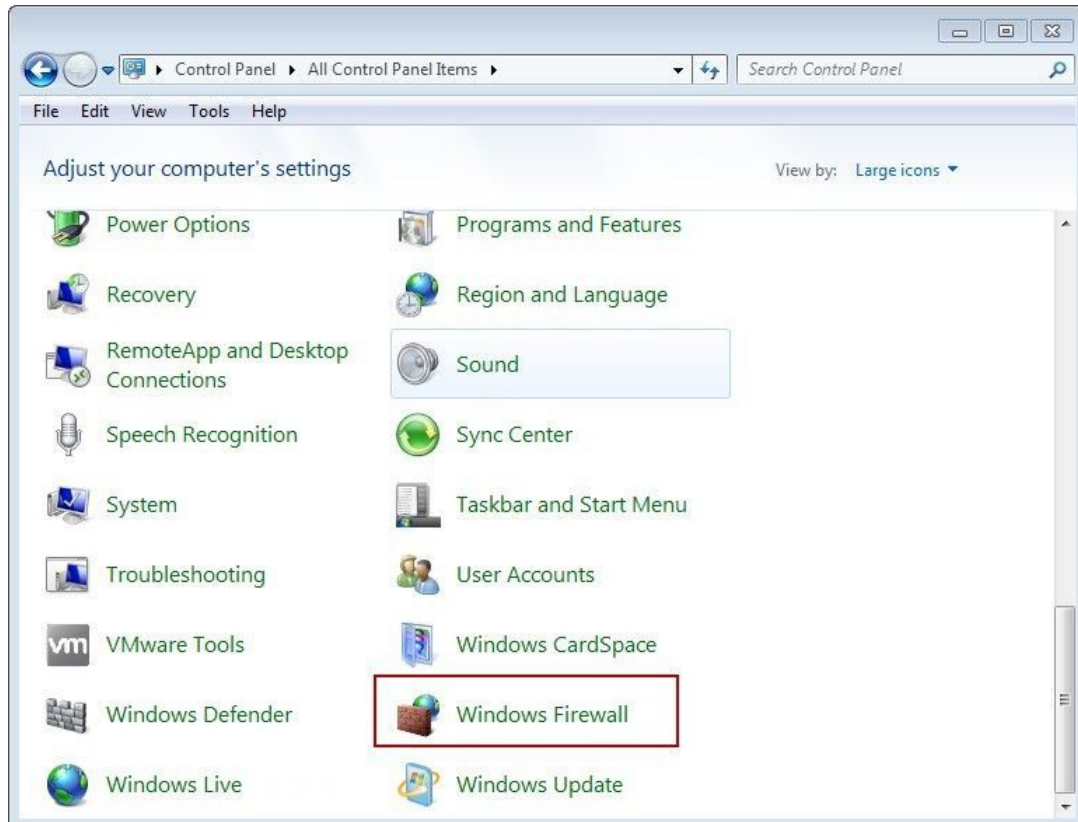 Control Panel All Control Panel Items
Search Control Panel
File Edit View Tools Help
Adjust your computer's settings
View by: Large icons
Power Options
Programs and Features
Recovery
Region and Language
RemoteApp and Desktop
Connections
Sound
Speech Recognition
Sync Center
System
Taskbar and Start Menu
Troubleshooting
User Accounts
vm
VMware Tools
Windows CardSpace
Windows Defender
Windows Firewall
Windows Live
Windows Update